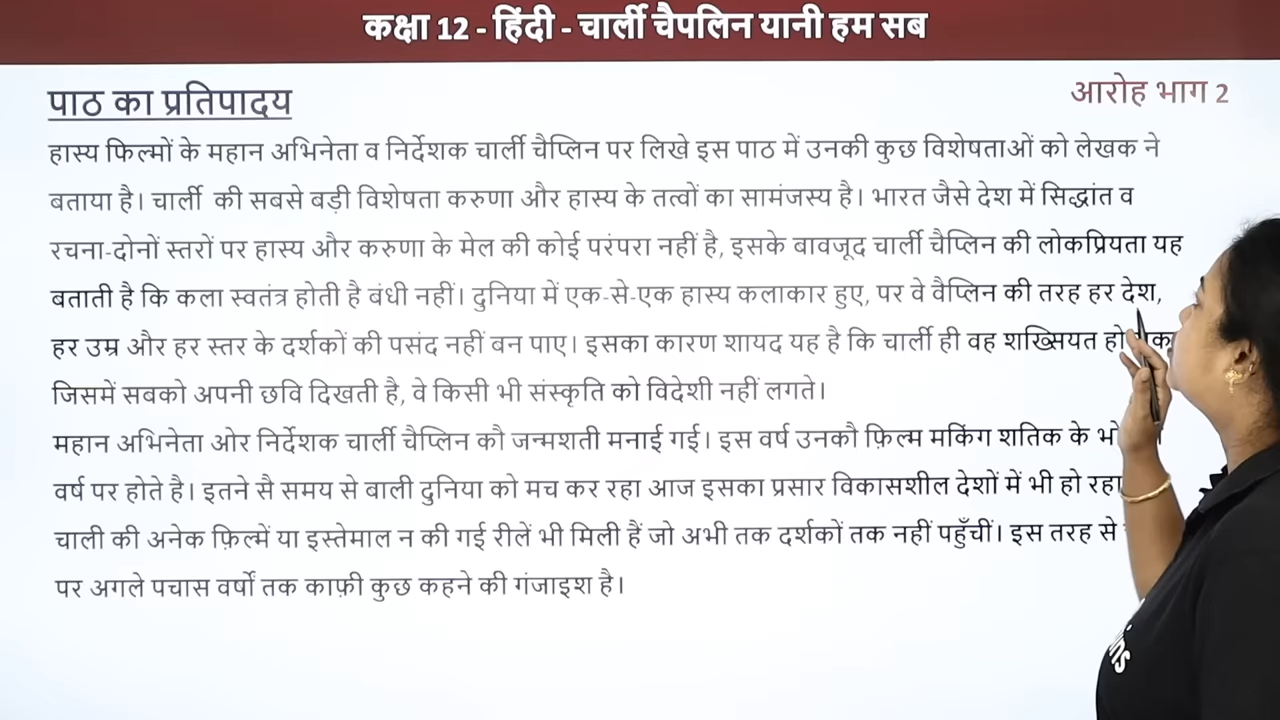 कक्षा 12 - हिंदी - चार्ली चैपलिन यानी हम सब
आरोह भाग 2
पाठ का प्रतिपादय
हास्य फिल्मों के महान अभिनेता व निर्देशक चार्ली चैप्लिन पर लिखे इस पाठ में उनकी कुछ विशेषताओं को लेखक ने
बताया है। चार्ली की सबसे बड़ी विशेषता करुणा और हास्य के तत्वों का सामंजस्य है। भारत जैसे देश में सिद्धांत व
रचना-दोनों स्तरों पर हास्य और करुणा के मेल की कोई परंपरा नहीं है, इसके बावजूद चार्ली चैप्लिन की लोकप्रियता यह
बताती है कि कला स्वतंत्र होती है बंधी नहीं। दुनिया में एक-से-एक हास्य कलाकार हुए, पर वे वैप्लिन की तरह हर देश,
हर उम्र और हर स्तर के दर्शकों की पसंद नहीं बन पाए। इसका कारण शायद यह है कि चार्ली ही वह शख्सियत हो
जिसमें सबको अपनी छवि दिखती है, वे किसी भी संस्कृति को विदेशी नहीं लगते।
महान अभिनेता ओर निर्देशक चार्ली चैप्लिन कौ जन्मशती मनाई गई। इस वर्ष उनकौ फ़िल्म मकिंग शतिक के
वर्ष पर होते है। इतने सै समय से बाली दुनिया को मच कर रहा आज इसका प्रसार विकासशील देशों में भी हो रहा
चाली की अनेक फ़िल्में या इस्तेमाल न की गई रीलें भी मिली हैं जो अभी तक दर्शकों तक नहीं पहुँचीं। इस तरह से
पर अगले पचास वर्षों तक काफ़ी कुछ कहने की गंजाइश है।